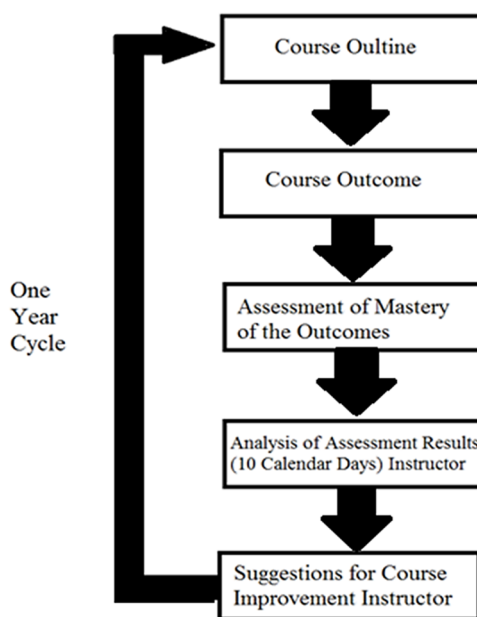 Course Oultine
Course Outcome
One
Year
Cycle
Assessment of Mastery
of the Outcomes
Analysis of Assessment Results
(10 Calendar Days) Instructor
Suggestions for Course
Improvement Instructor